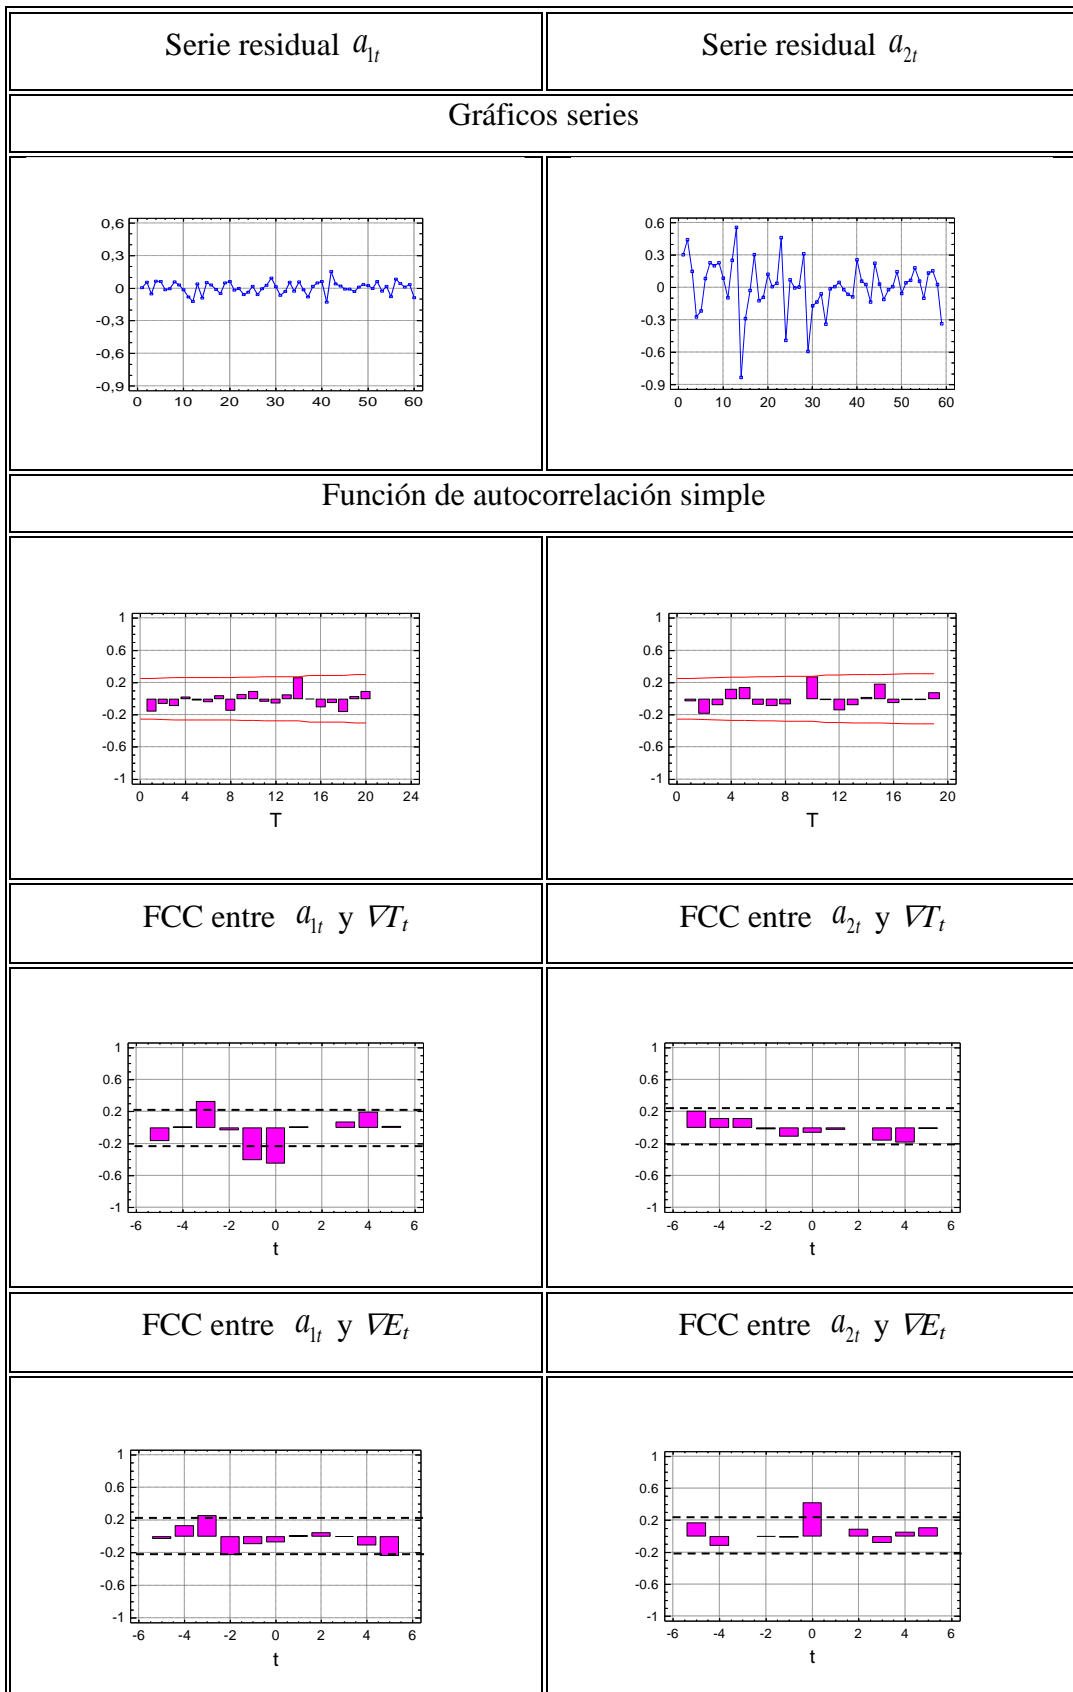 Serie residual a1t Serie residual a2t
Gráficos series
0,6
0,3
0
-0,3
-0,6
-0,9
0 10 20 30 40 50 60
0.6
0.3
0
-0.3
-0.6
-0.9
0 10 20 30 40 50 60
Función de autocorrelación simple
1
0.6
0.2
-0.2
-0.6
-1
0 4 8 12 16 20 24
T
1
0.6
0.2
-0.2
-0.6
-1
0 4 8 12 16 20
T
FCC entre a1t y ∇Tt FCC entre a2t y ∇Tt
1
0.6
0.2
-0.2
-0.6
-1
-6 -4 -2 0 2 4 6
t
1
0.6
0.2
-0.2
-0.6
-1
-6 -4 -2 0 2 4 6
t
FCC entre a1t y ∇Et FCC entre a2t y ∇Et
1
0.6
0.2
-0.2
-0.6
-1
-6 -4 -2 0 2 4 6
t
1
0.6
0.2
-0.2
-0.6
-1
-6 -4 -2 0 2 4 6
t